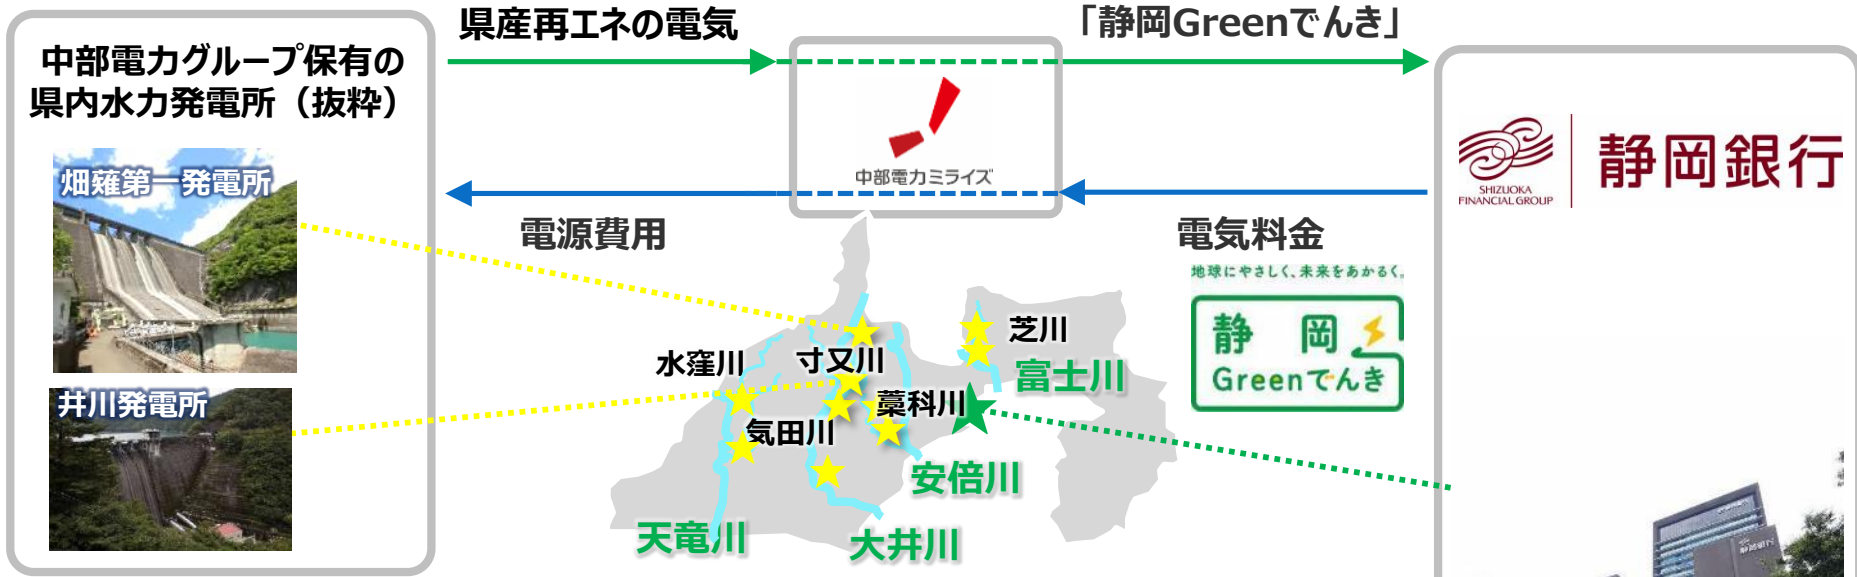 県産再エネの電気
「静岡Greenでんき」
中部電力グループ保有の
県内水力発電所（抜粋）
畑薙第一発電所
井川発電所
中部電力ミライズ
電源費用
電気料金
地球にやさしく、未来をあかるく。
静岡
Greenでんき
SHIZUOKA
FINANCIAL GROUP
静岡銀行
芝川
富士川
水窪川
寸又川
藁科川
気田川
安倍川
天竜川
大井川
静岡銀行